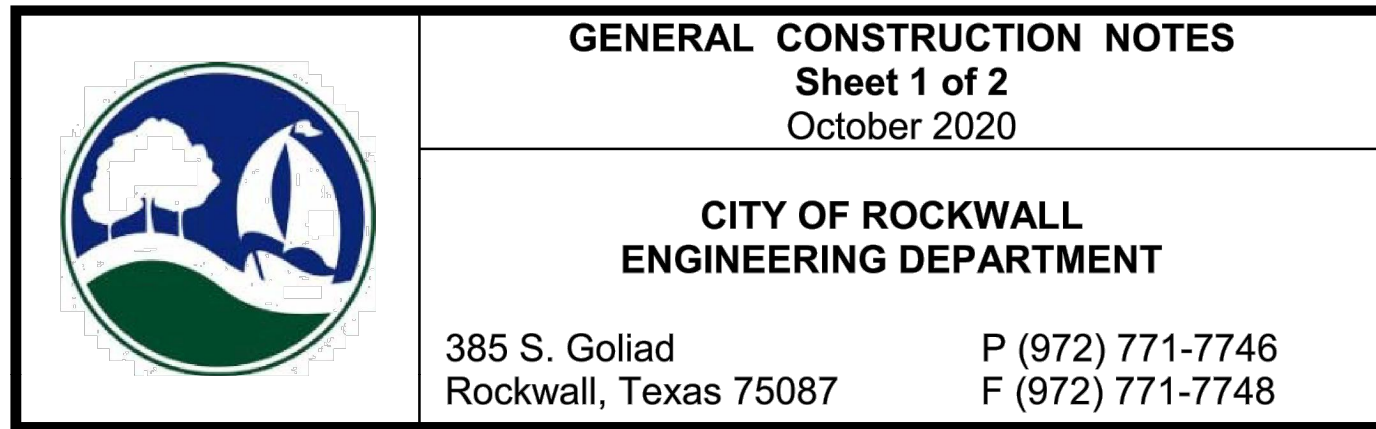 GENERAL CONSTRUCTION NOTES
Sheet 1 of 2
October 2020
CITY OF ROCKWALL
ENGINEERING DEPARTMENT
385 S. Goliad P (972) 771-7746
Rockwall, Texas 75087 F (972) 771-7748